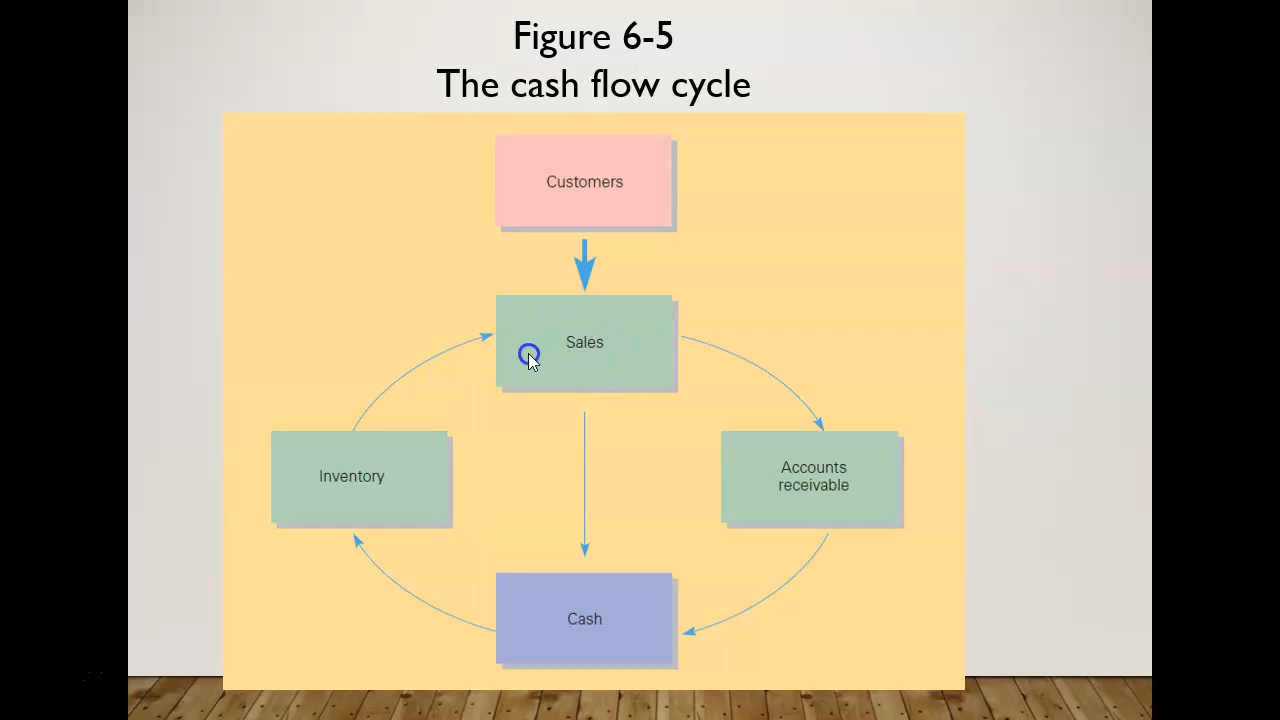 Figure 6-5
The cash flow cycle
Customers
Sales
Inventory
Accounts
receivable
Cash